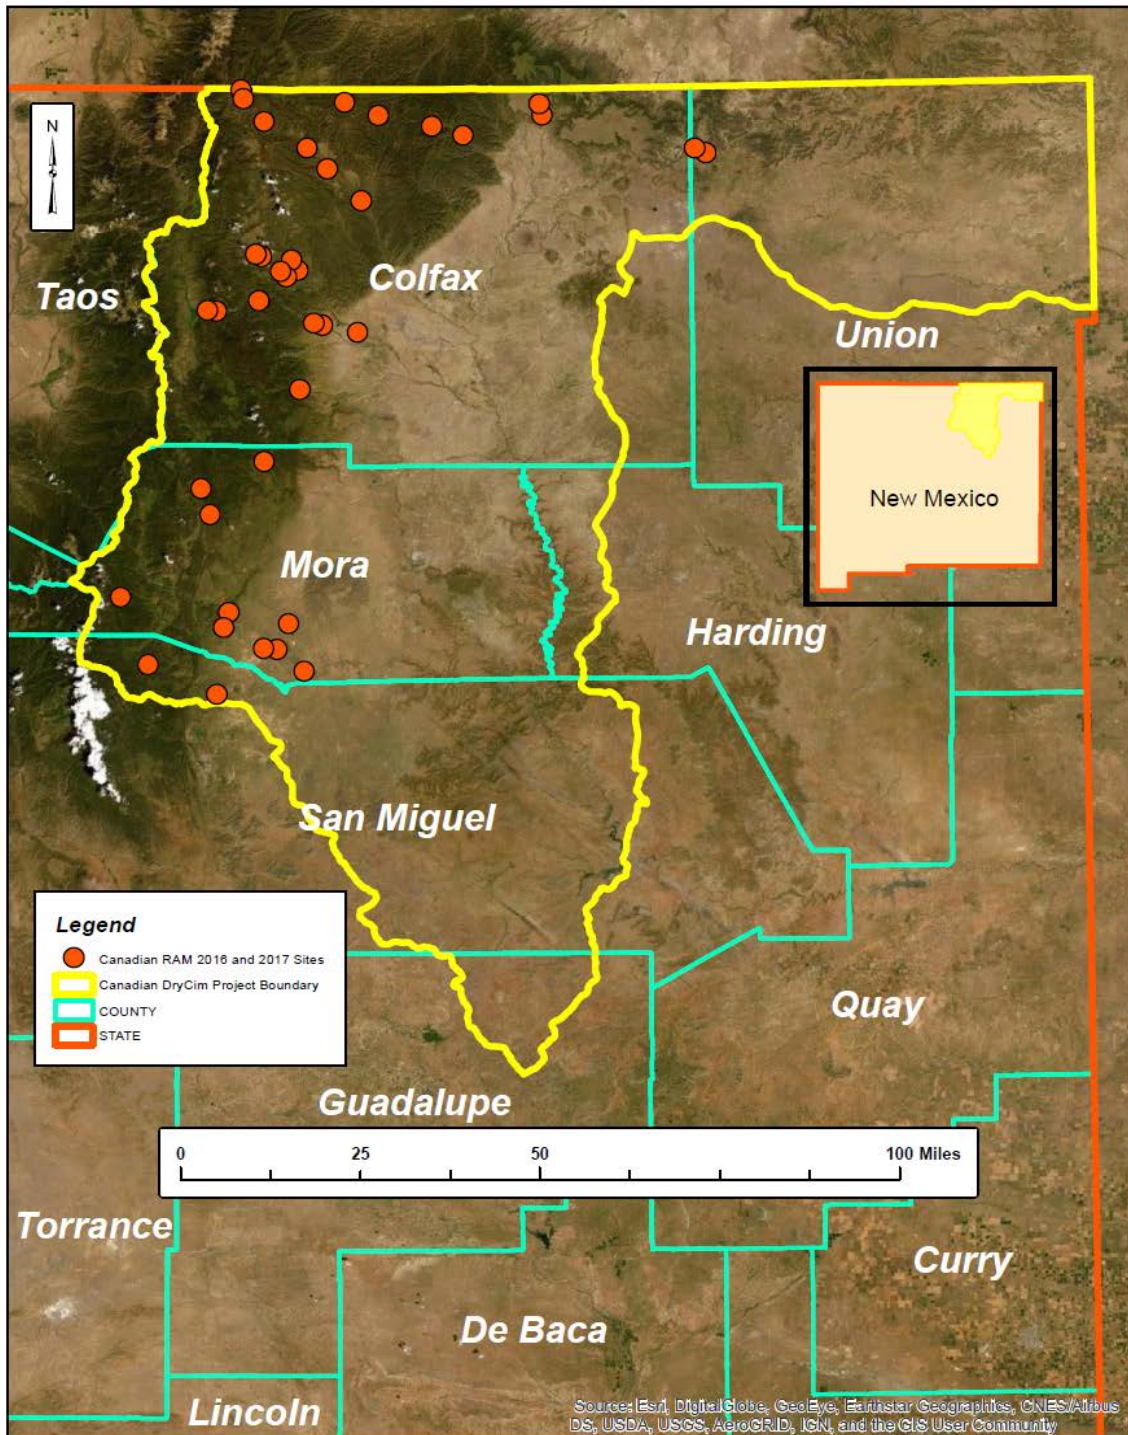 N
Taos
Colfax
Union
New Mexico
Mora
Harding
San Miguel
Legend
Canadian RAM 2016 and 2017 Sites
Canadian DryCim Project Boundary
COUNTY
STATE
Quay
Guadalupe
0 25 50 100 Miles
Torrance
Curry
De Baca
Lincoln
Source: Esri, DigitalGlobe, GeoEye, Earthstar Geographics, CNES/Airbus
DS, USDA, USGS, AeroGRID, IGN, and the GIS User Community